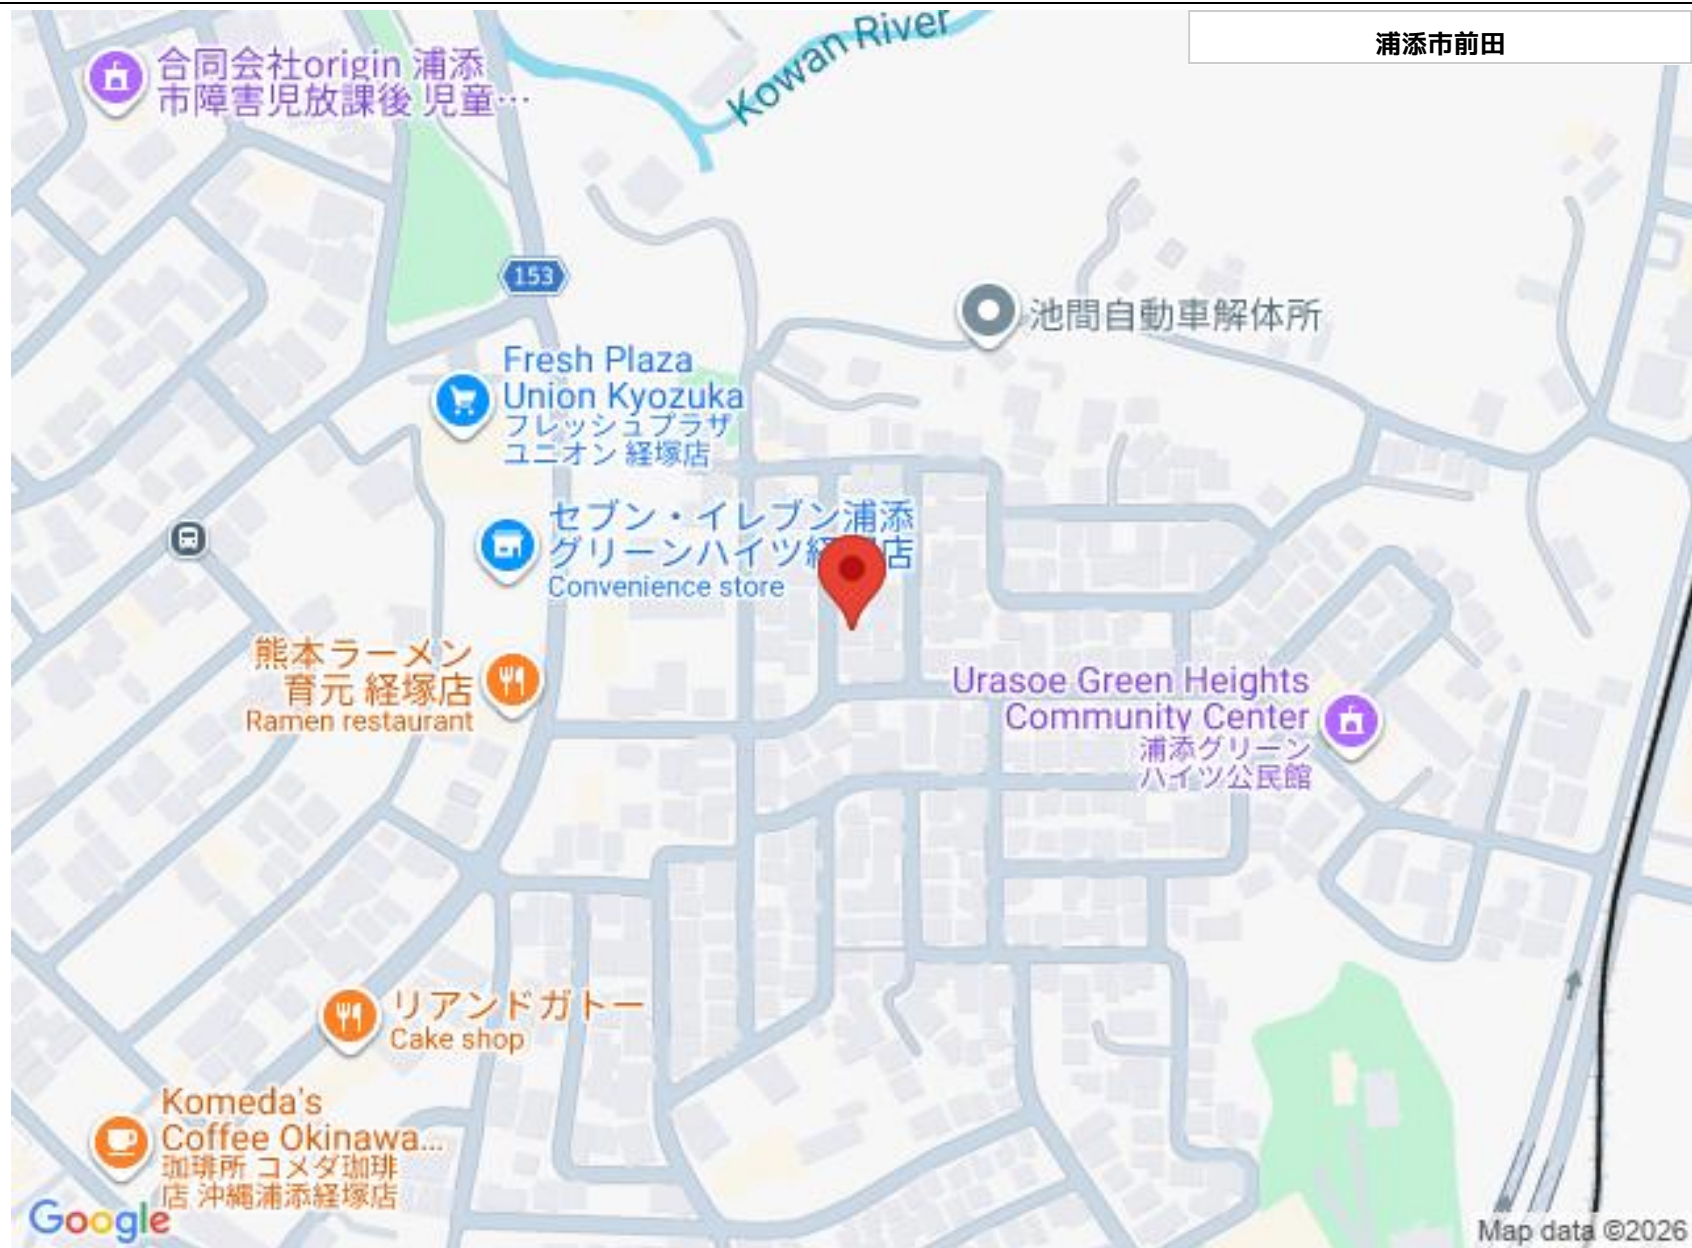 浦添市前田
Kowan River
合同会社origin 浦添
市障害児放課後 児童…
153
池間自動車解体所
Fresh Plaza
Union Kyozuka
フレッシュプラザ
ユニオン 経塚店
セブン・イレブン浦添
グリーンハイツ経 店
Convenience store
熊本ラーメン
育元 経塚店
Ramen restaurant
Urasoe Green Heights
Community Center
浦添グリーン
ハイツ公民館
リアンドガトー
Cake shop
Komeda's
Coffee Okinawa...
珈琲所 コメダ珈琲
店 沖縄浦添経塚店
Google
Map data ©2026